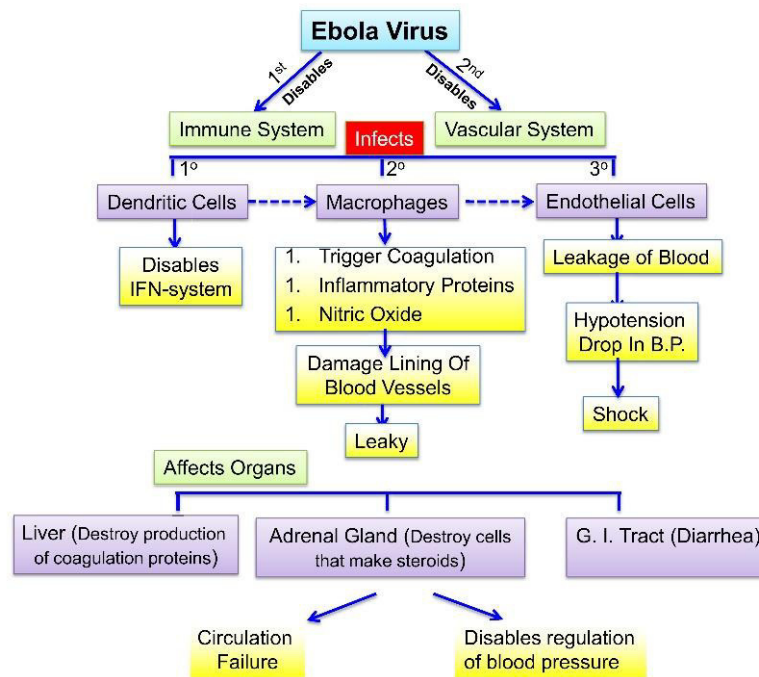 Ebola Virus
1st
Disables
2nd
Disables
Immune System
Vascular System
Infects
1o
2o
3o
Dendritic Cells
Macrophages
Endothelial Cells
Disables
IFN-system
1. Trigger Coagulation
1. Inflammatory Proteins
1. Nitric Oxide
Leakage of Blood
Hypotension
Drop In B.P.
Damage Lining Of
Blood Vessels
Shock
Leaky
Affects Organs
Liver (Destroy production
of coagulation proteins)
Adrenal Gland (Destroy cells
that make steroids)
G. I. Tract (Diarrhea)
Circulation
Failure
Disables regulation
of blood pressure